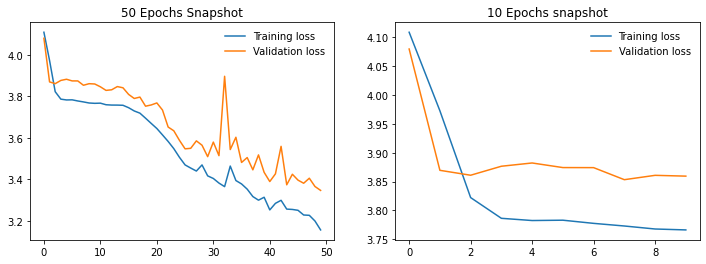 50 Epochs Snapshot
Training loss
Validation loss
4.0
3.8
3.6
3.4
3.2
0 10 20 30 40 50
10 Epochs snapshot
Training loss
Validation loss
4.10
4.05
4.00
3.95
3.90
3.85
3.80
3.75
0 2 4 6 8